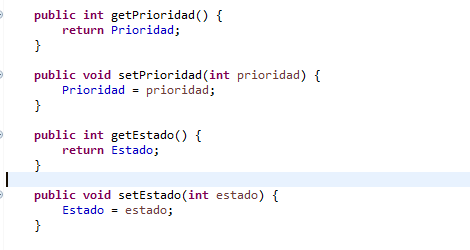 public int getPrioridad() {
return Prioridad;
}
public void setPrioridad(int prioridad) {
Prioridad = prioridad;
}
public int getEstado() {
return Estado;
}
public void setEstado(int estado) {
Estado = estado;
}